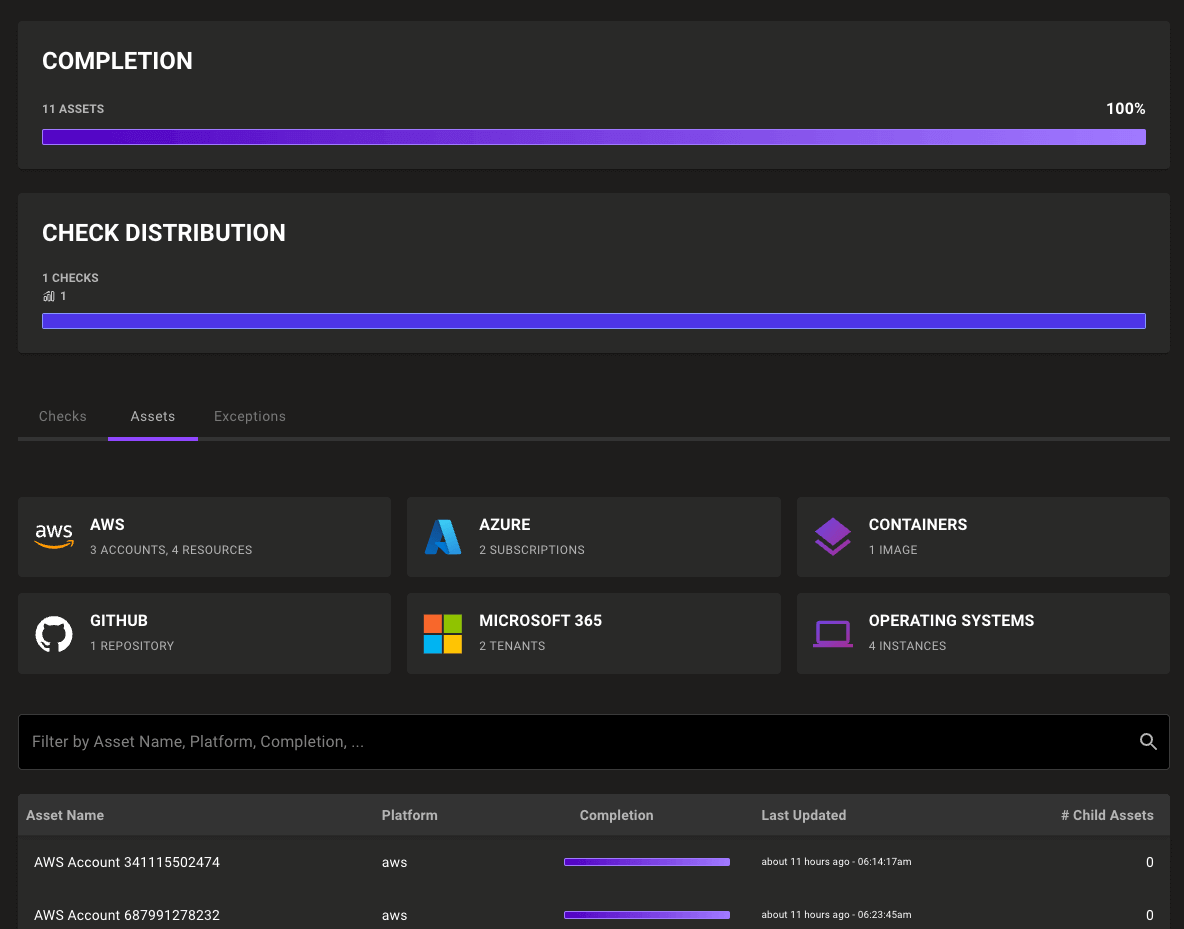 COMPLETION
11 ASSETS 100%
CHECK DISTRIBUTION
1 CHECKS
1
Checks Assets Exceptions
aws AWS
3 ACCOUNTS, 4 RESOURCES
AZURE
2 SUBSCRIPTIONS
CONTAINERS
1 IMAGE
GITHUB
1 REPOSITORY
MICROSOFT 365
2 TENANTS
OPERATING SYSTEMS
4 INSTANCES
Filter by Asset Name, Platform, Completion, ...
Asset Name Platform Completion Last Updated # Child Assets
AWS Account 341115502474 aws about 11 hours ago - 06:14:17am 0
AWS Account 687991278232 aws about 11 hours ago - 06:23:45am 0